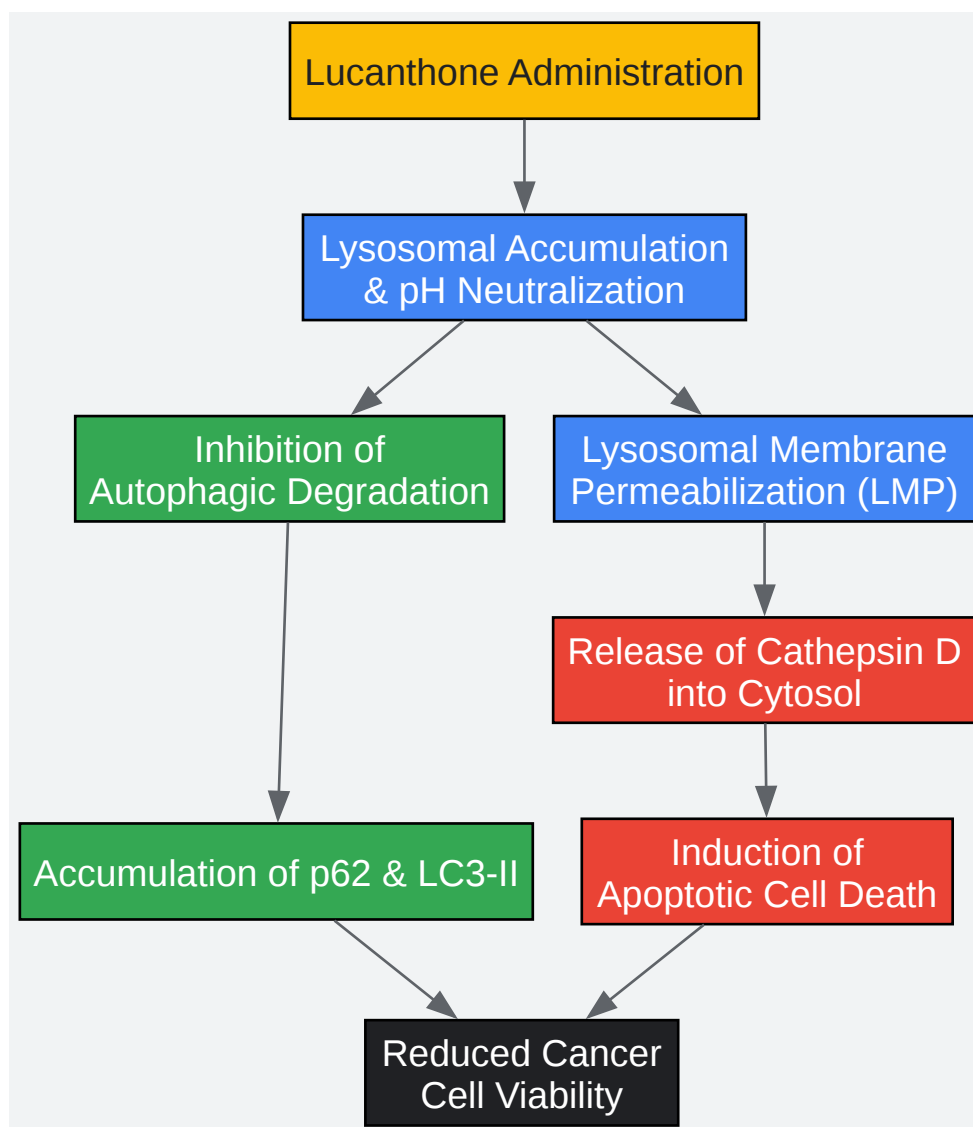 Lucanthone Administration
Lysosomal Accumulation
& pH Neutralization
Inhibition of
Autophagic Degradation
Lysosomal Membrane
Permeabilization (LMP)
Release of Cathepsin D
into Cytosol
Accumulation of p62 & LC3-II
Induction of
Apoptotic Cell Death
Reduced Cancer
Cell Viability